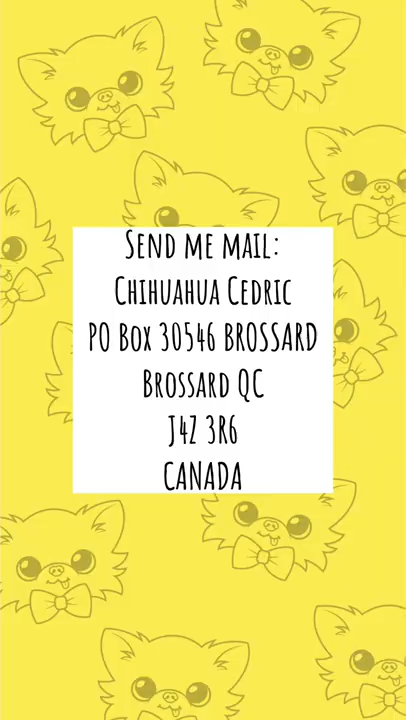 Send me mail:
Chihuahua Cedric
PO Box 30546 BROSSARD
Brossard QC
J4Z 3R6
CANADA